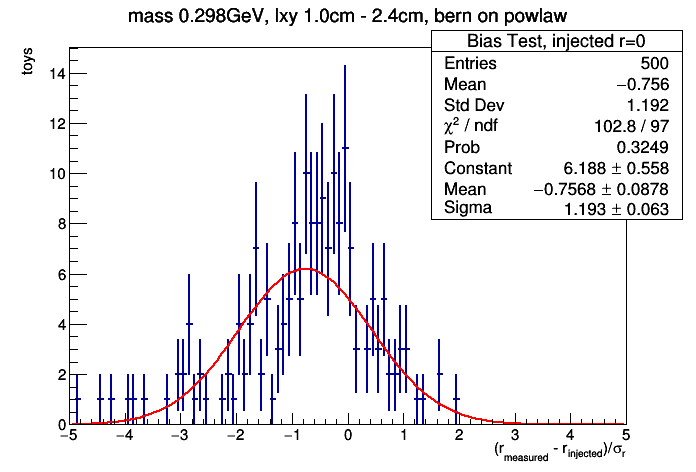 mass 0.298GeV, lxy 1.0cm - 2.4cm, bern on powlaw
toys
Bias Test, injected r=0
Entries 500
Mean −0.756
Std Dev 1.192
χ² / ndf 102.8 / 97
Prob 0.3249
Constant 6.188 ± 0.558
Mean −0.7568 ± 0.0878
Sigma 1.193 ± 0.063
14
12
10
8
6
4
2
0
−5 −4 −3 −2 −1 0 1 2 3 4 5
(r_measured - r_injected)/σ_r